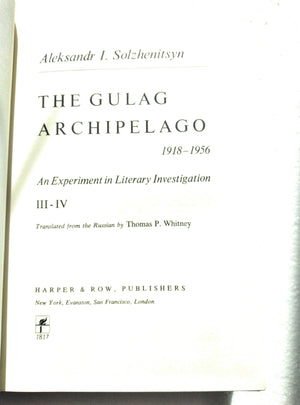 Aleksandr I. Solzhenitsyn
THE GULAG
ARCHIPELAGO
1918–1956
An Experiment in Literary Investigation
III - IV
Translated from the Russian by Thomas P. Whitney
HARPER & ROW, PUBLISHERS
New York, Evanston, San Francisco, London
1817